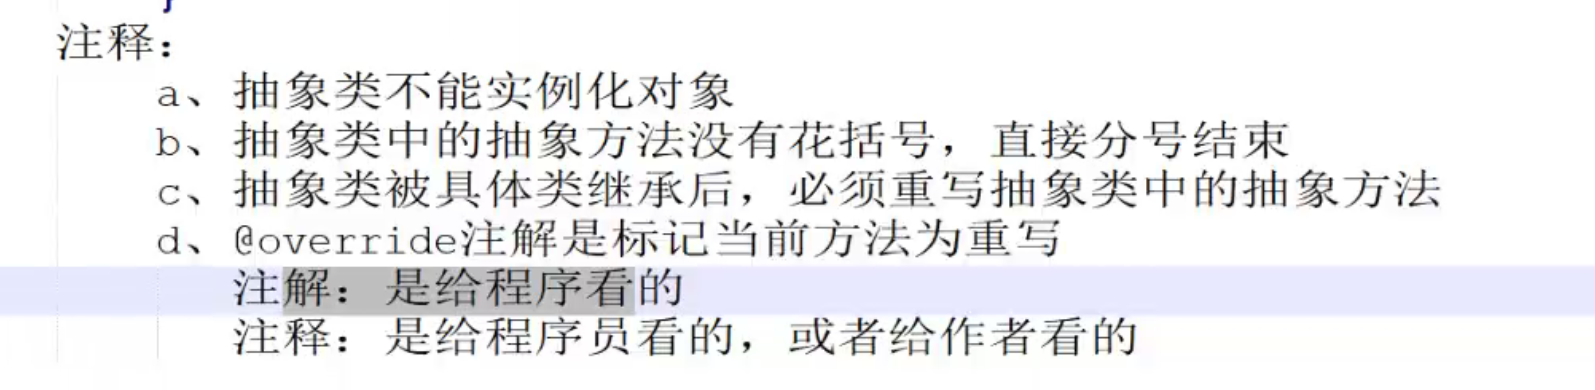 }
注释：
a、抽象类不能实例化对象
b、抽象类中的抽象方法没有花括号，直接分号结束
c、抽象类被具体类继承后，必须重写抽象类中的抽象方法
d、@override注解是标记当前方法为重写
注解：是给程序看的
注释：是给程序员看的，或者给作者看的